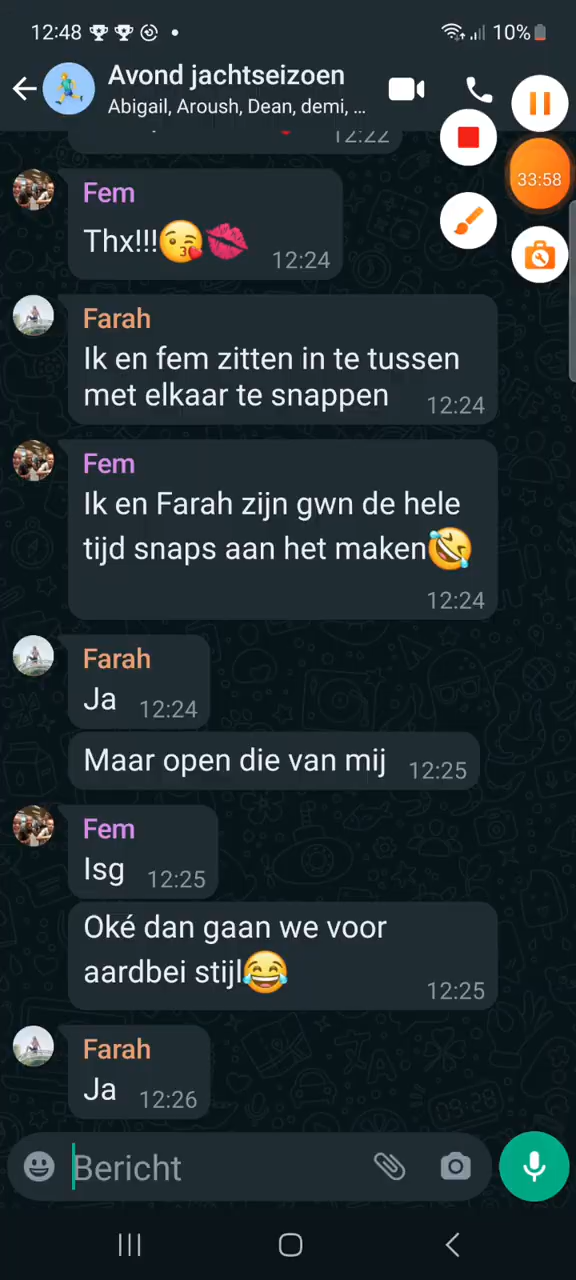 12:48
10%
Avond jachtseizoen
Abigail, Aroush, Dean, demi, ...
33:58
12:22
Fem
Thx!!!😘💋
12:24
Farah
Ik en fem zitten in te tussen
met elkaar te snappen
12:24
Fem
Ik en Farah zijn gwn de hele
tijd snaps aan het maken🤣
12:24
Farah
Ja 12:24
Maar open die van mij 12:25
Fem
Isg 12:25
Oké dan gaan we voor
aardbei stijl😂
12:25
Farah
Ja 12:26
Bericht